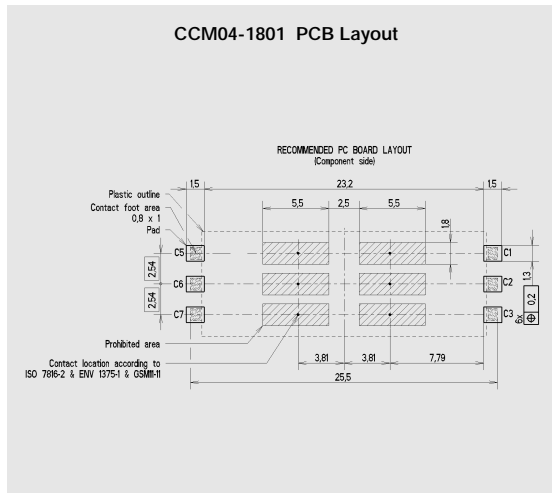 CCM04-1801 PCB Layout
RECOMMENDED PC BOARD LAYOUT
(Component side)
1,5
23,2
1,5
Plastic outline
Contact foot area
0,8 x 1
Pad
5,5
2,5
5,5
1,8
C5
C1
2,54
C6
C2
1,3
2,54
C7
C3
6x
0,2
Prohibited area
Contact location according to
ISO 7816-2 & ENV 1375-1 & GSM11-11
3,81
3,81
7,79
25,5